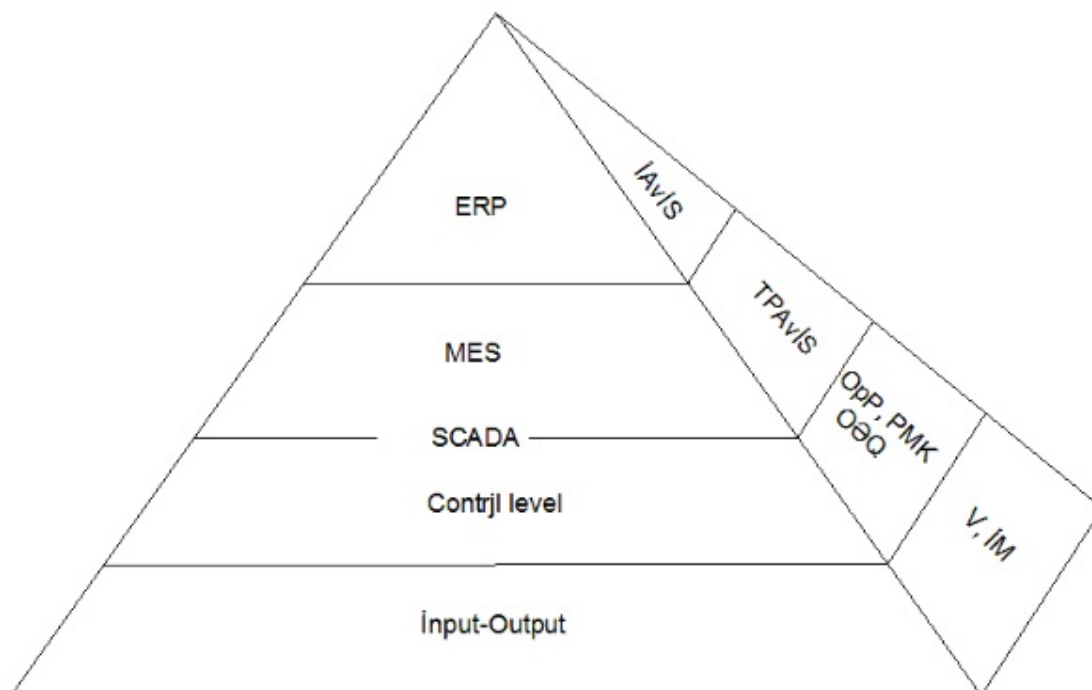 ERP
İAvİS
MES
TPAvİS
SCADA
OpP, PMK
OƏQ
Contrjl level
V, İM
İnput-Output